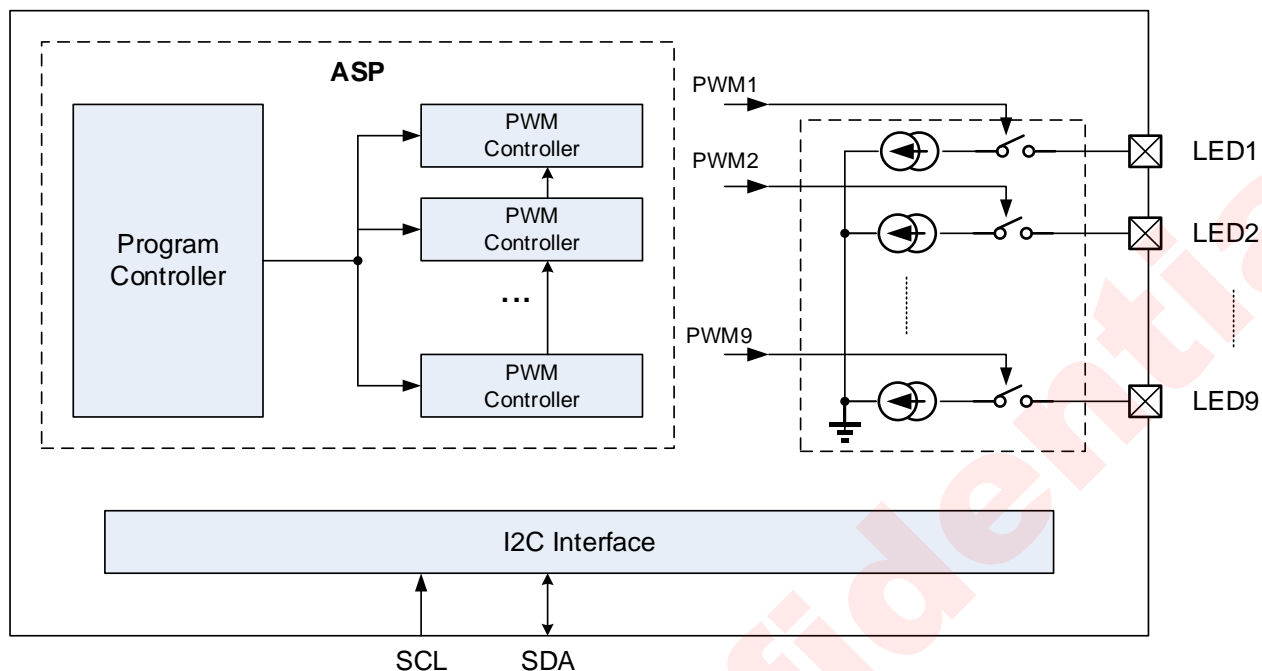 ASP
Program
Controller
PWM
Controller
PWM
Controller
...
PWM
Controller
PWM1
PWM2
PWM9
LED1
LED2
LED9
I2C Interface
SCL
SDA